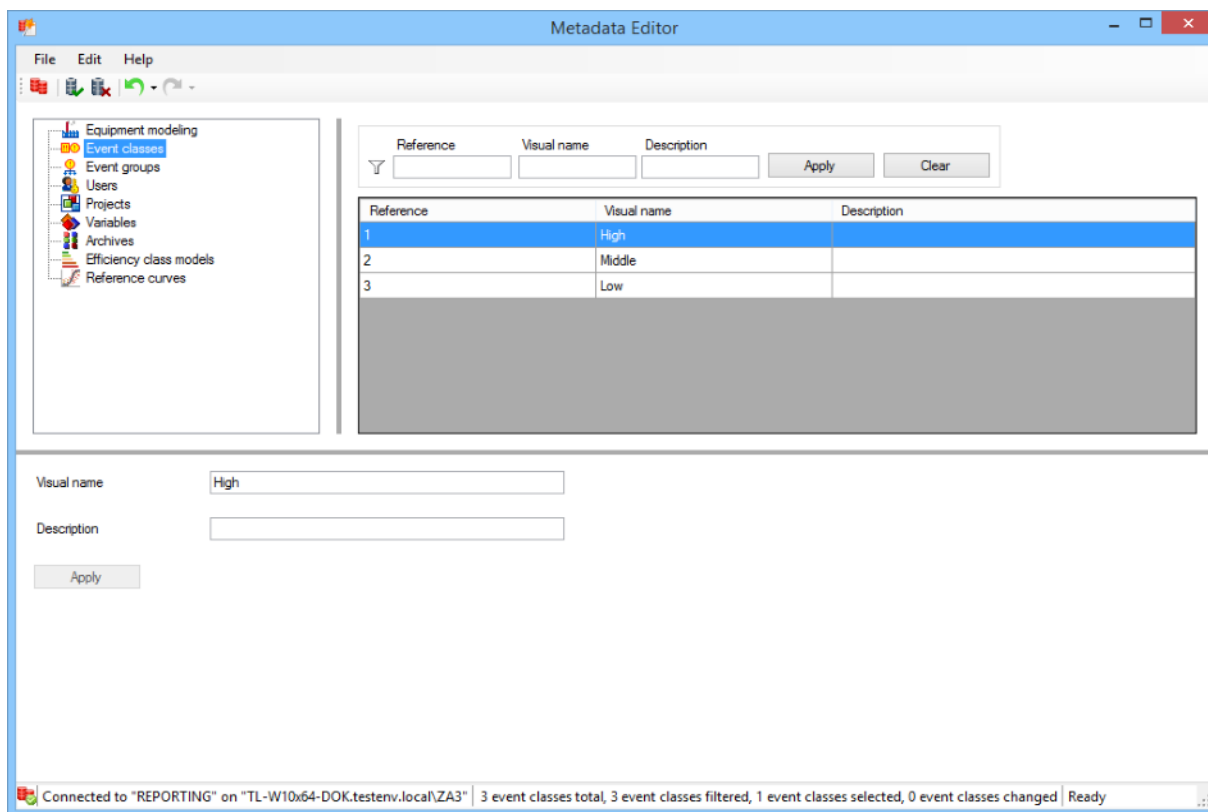 Metadata Editor
File Edit Help
Equipment modeling
Event classes
Event groups
Users
Projects
Variables
Archives
Efficiency class models
Reference curves
Reference Visual name Description
Apply Clear
Reference Visual name Description
1 High
2 Middle
3 Low
Visual name High
Description
Apply
Connected to "REPORTING" on "TL-W10x64-DOK.testenv.local\ZA3" 3 event classes total, 3 event classes filtered, 1 event classes selected, 0 event classes changed Ready